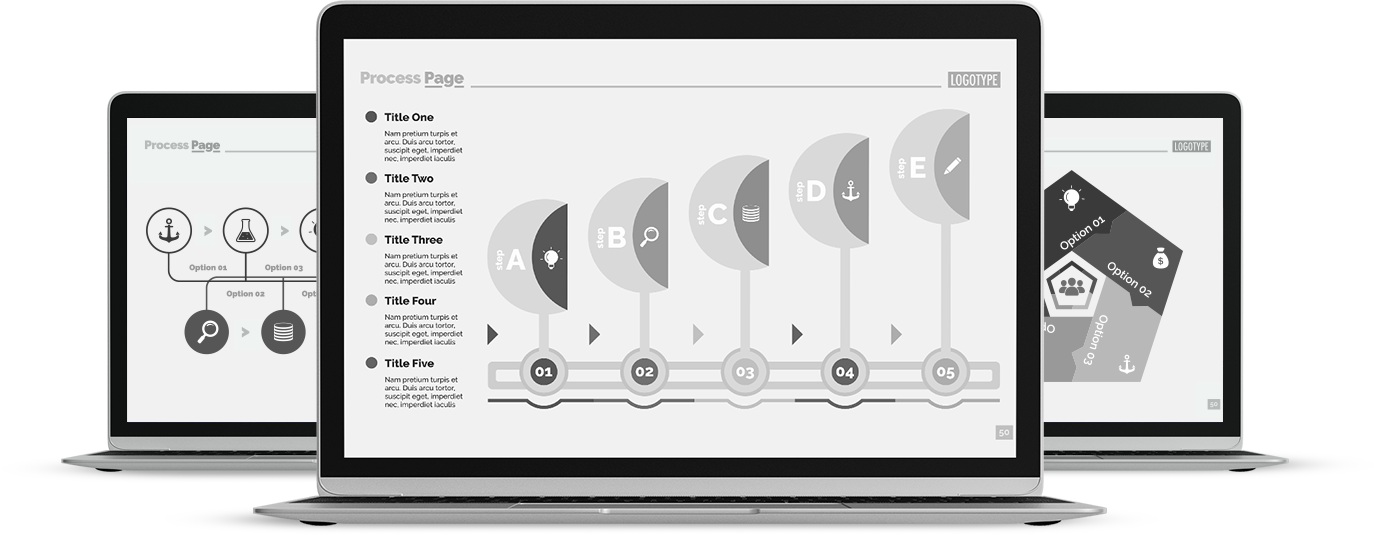 Process Page
LOGOTYPE
Title One
Nam pretium turpis et
arcu. Duis arcu tortor,
suscipit eget, imperdiet
nec, imperdiet iaculis
Title Two
Nam pretium turpis et
arcu. Duis arcu tortor,
suscipit eget, imperdiet
nec, imperdiet iaculis
Title Three
Nam pretium turpis et
arcu. Duis arcu tortor,
suscipit eget, imperdiet
nec, imperdiet iaculis
Title Four
Nam pretium turpis et
arcu. Duis arcu tortor,
suscipit eget, imperdiet
nec, imperdiet iaculis
Title Five
Nam pretium turpis et
arcu. Duis arcu tortor,
suscipit eget, imperdiet
nec, imperdiet iaculis
step A
step B
step C
step D
step E
01 02 03 04 05
50
Process Page
Option 01
Option 03
Option 02
LOGOTYPE
Option 01
Option 02
$
Option 03
50